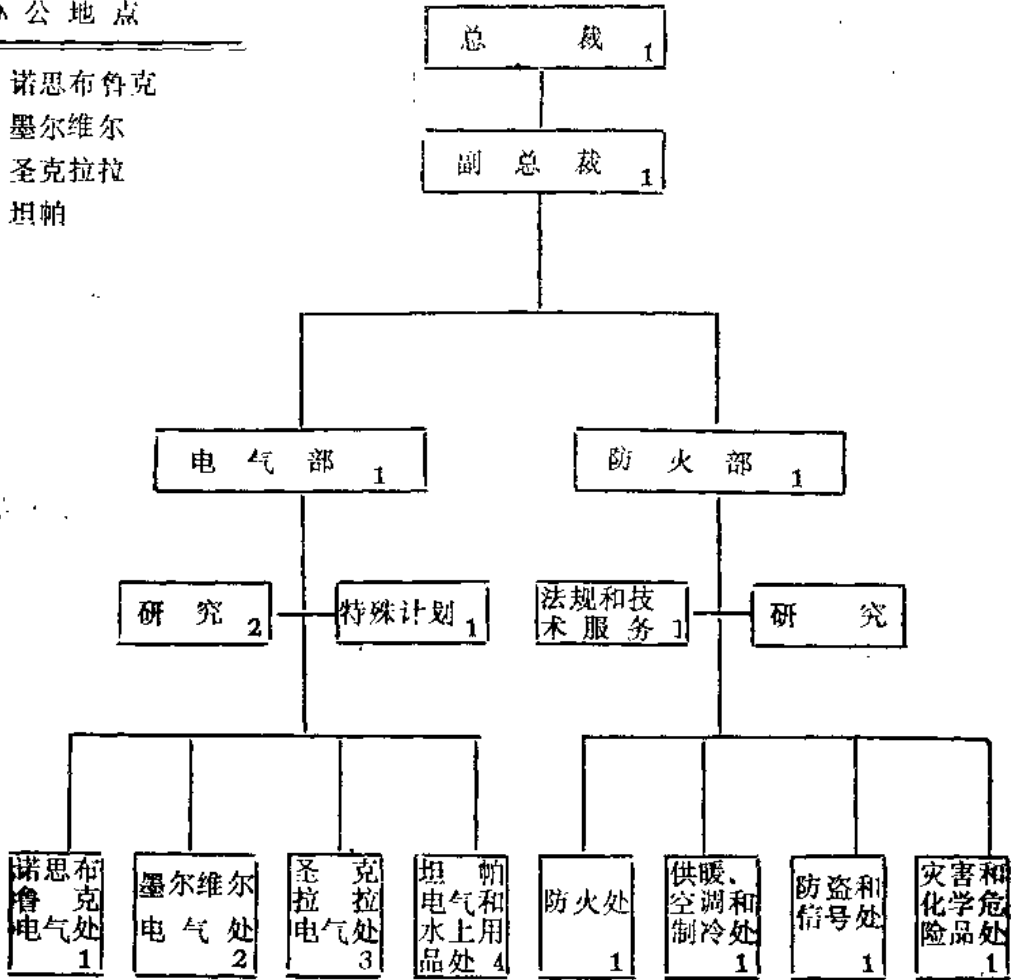 公地点
诺思布鲁克
墨尔维尔
圣克拉拉
坦帕
总裁 1
副总裁 1
电气部 1
防火部 1
研究 2
特殊计划 1
法规和技
术服务 1
研究
诺思布
鲁克
电气处
1
墨尔维尔
电气处
2
圣克
拉拉
电气处
3
坦帕
电气和
水上用
品处 4
防火处
1
供暖、
空调和
制冷处
1
防盗和
信号处
1
灾害和
化学危
险品处
1